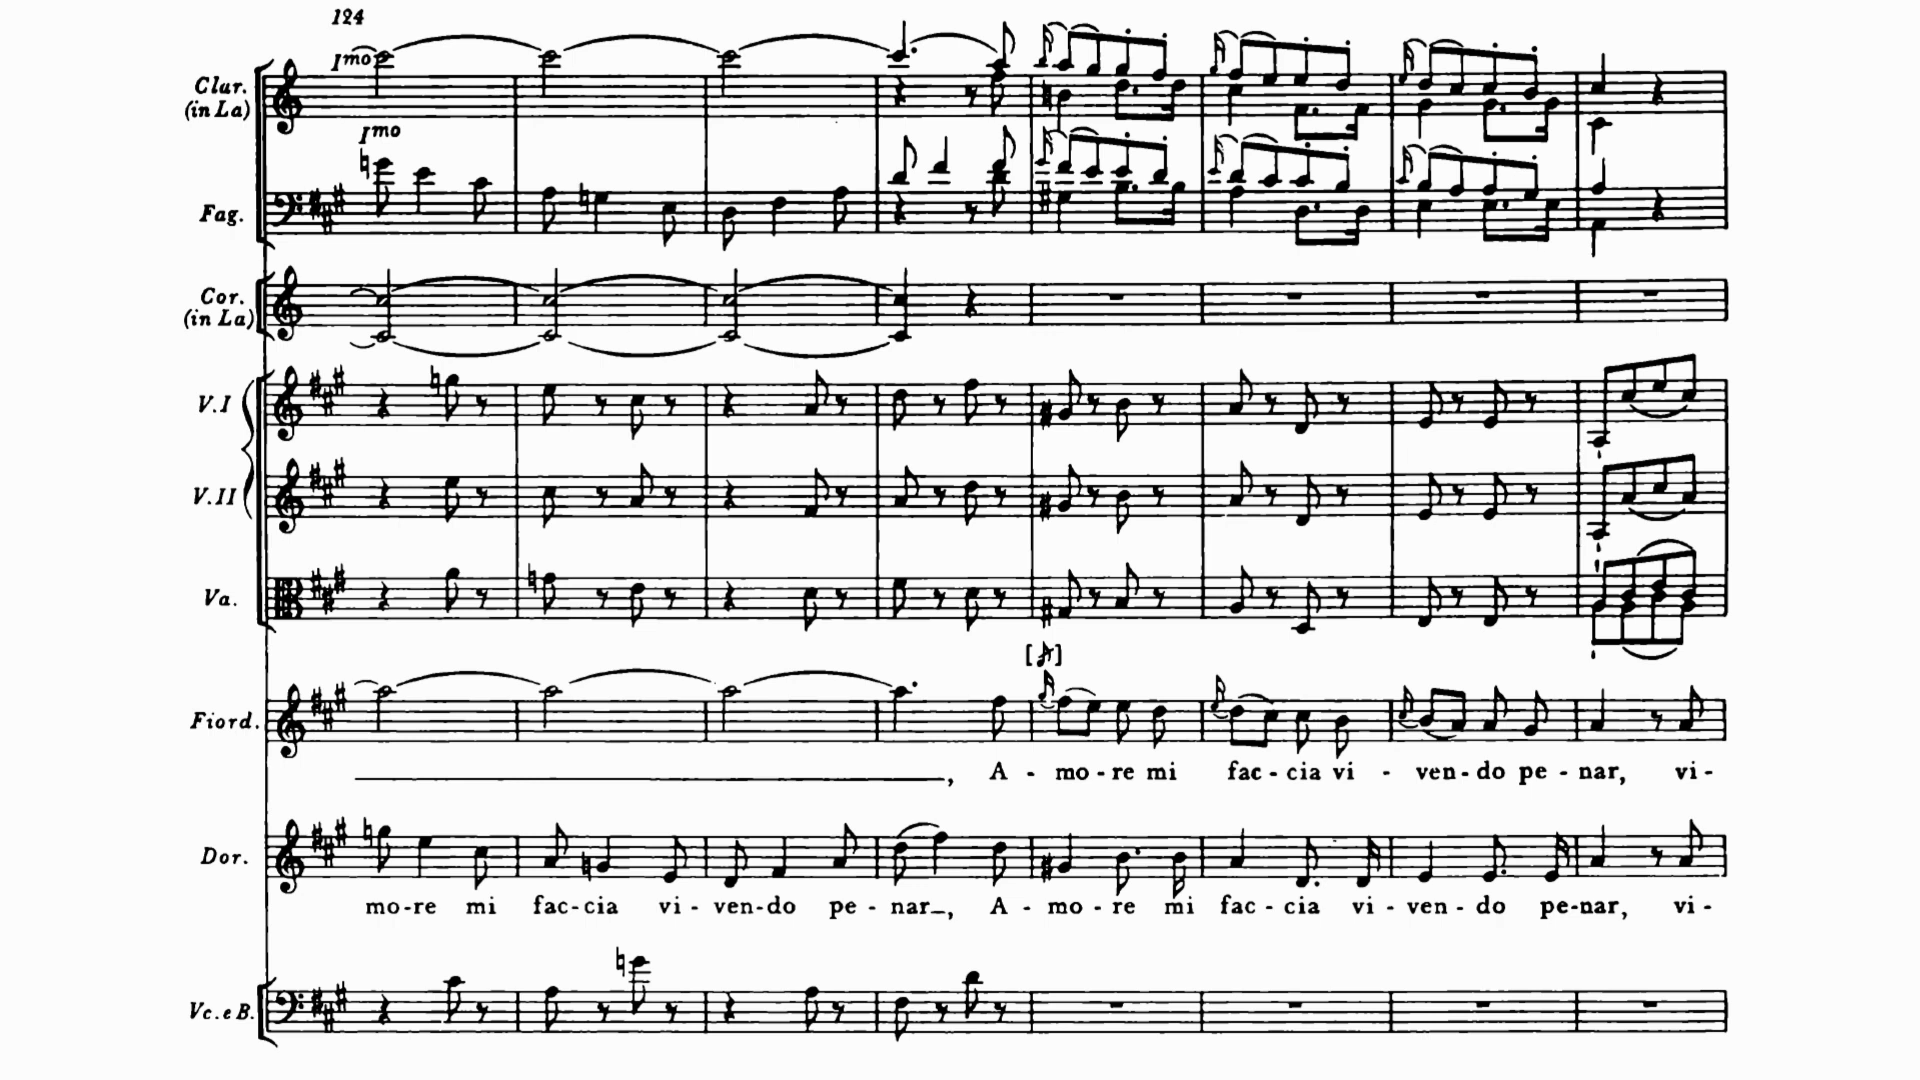 124
Imo
Clar.
(in La)
Imo
Fag.
Cor.
(in La)
V.I
V.II
Va.
[ ]
Fiord.
, A - mo - re mi fac - cia vi - ven - do pe - nar, vi -
Dor.
mo - re mi fac - cia vi - ven - do pe - nar , A - mo - re mi fac - cia vi - ven - do pe - nar, vi -
Vc. e B.